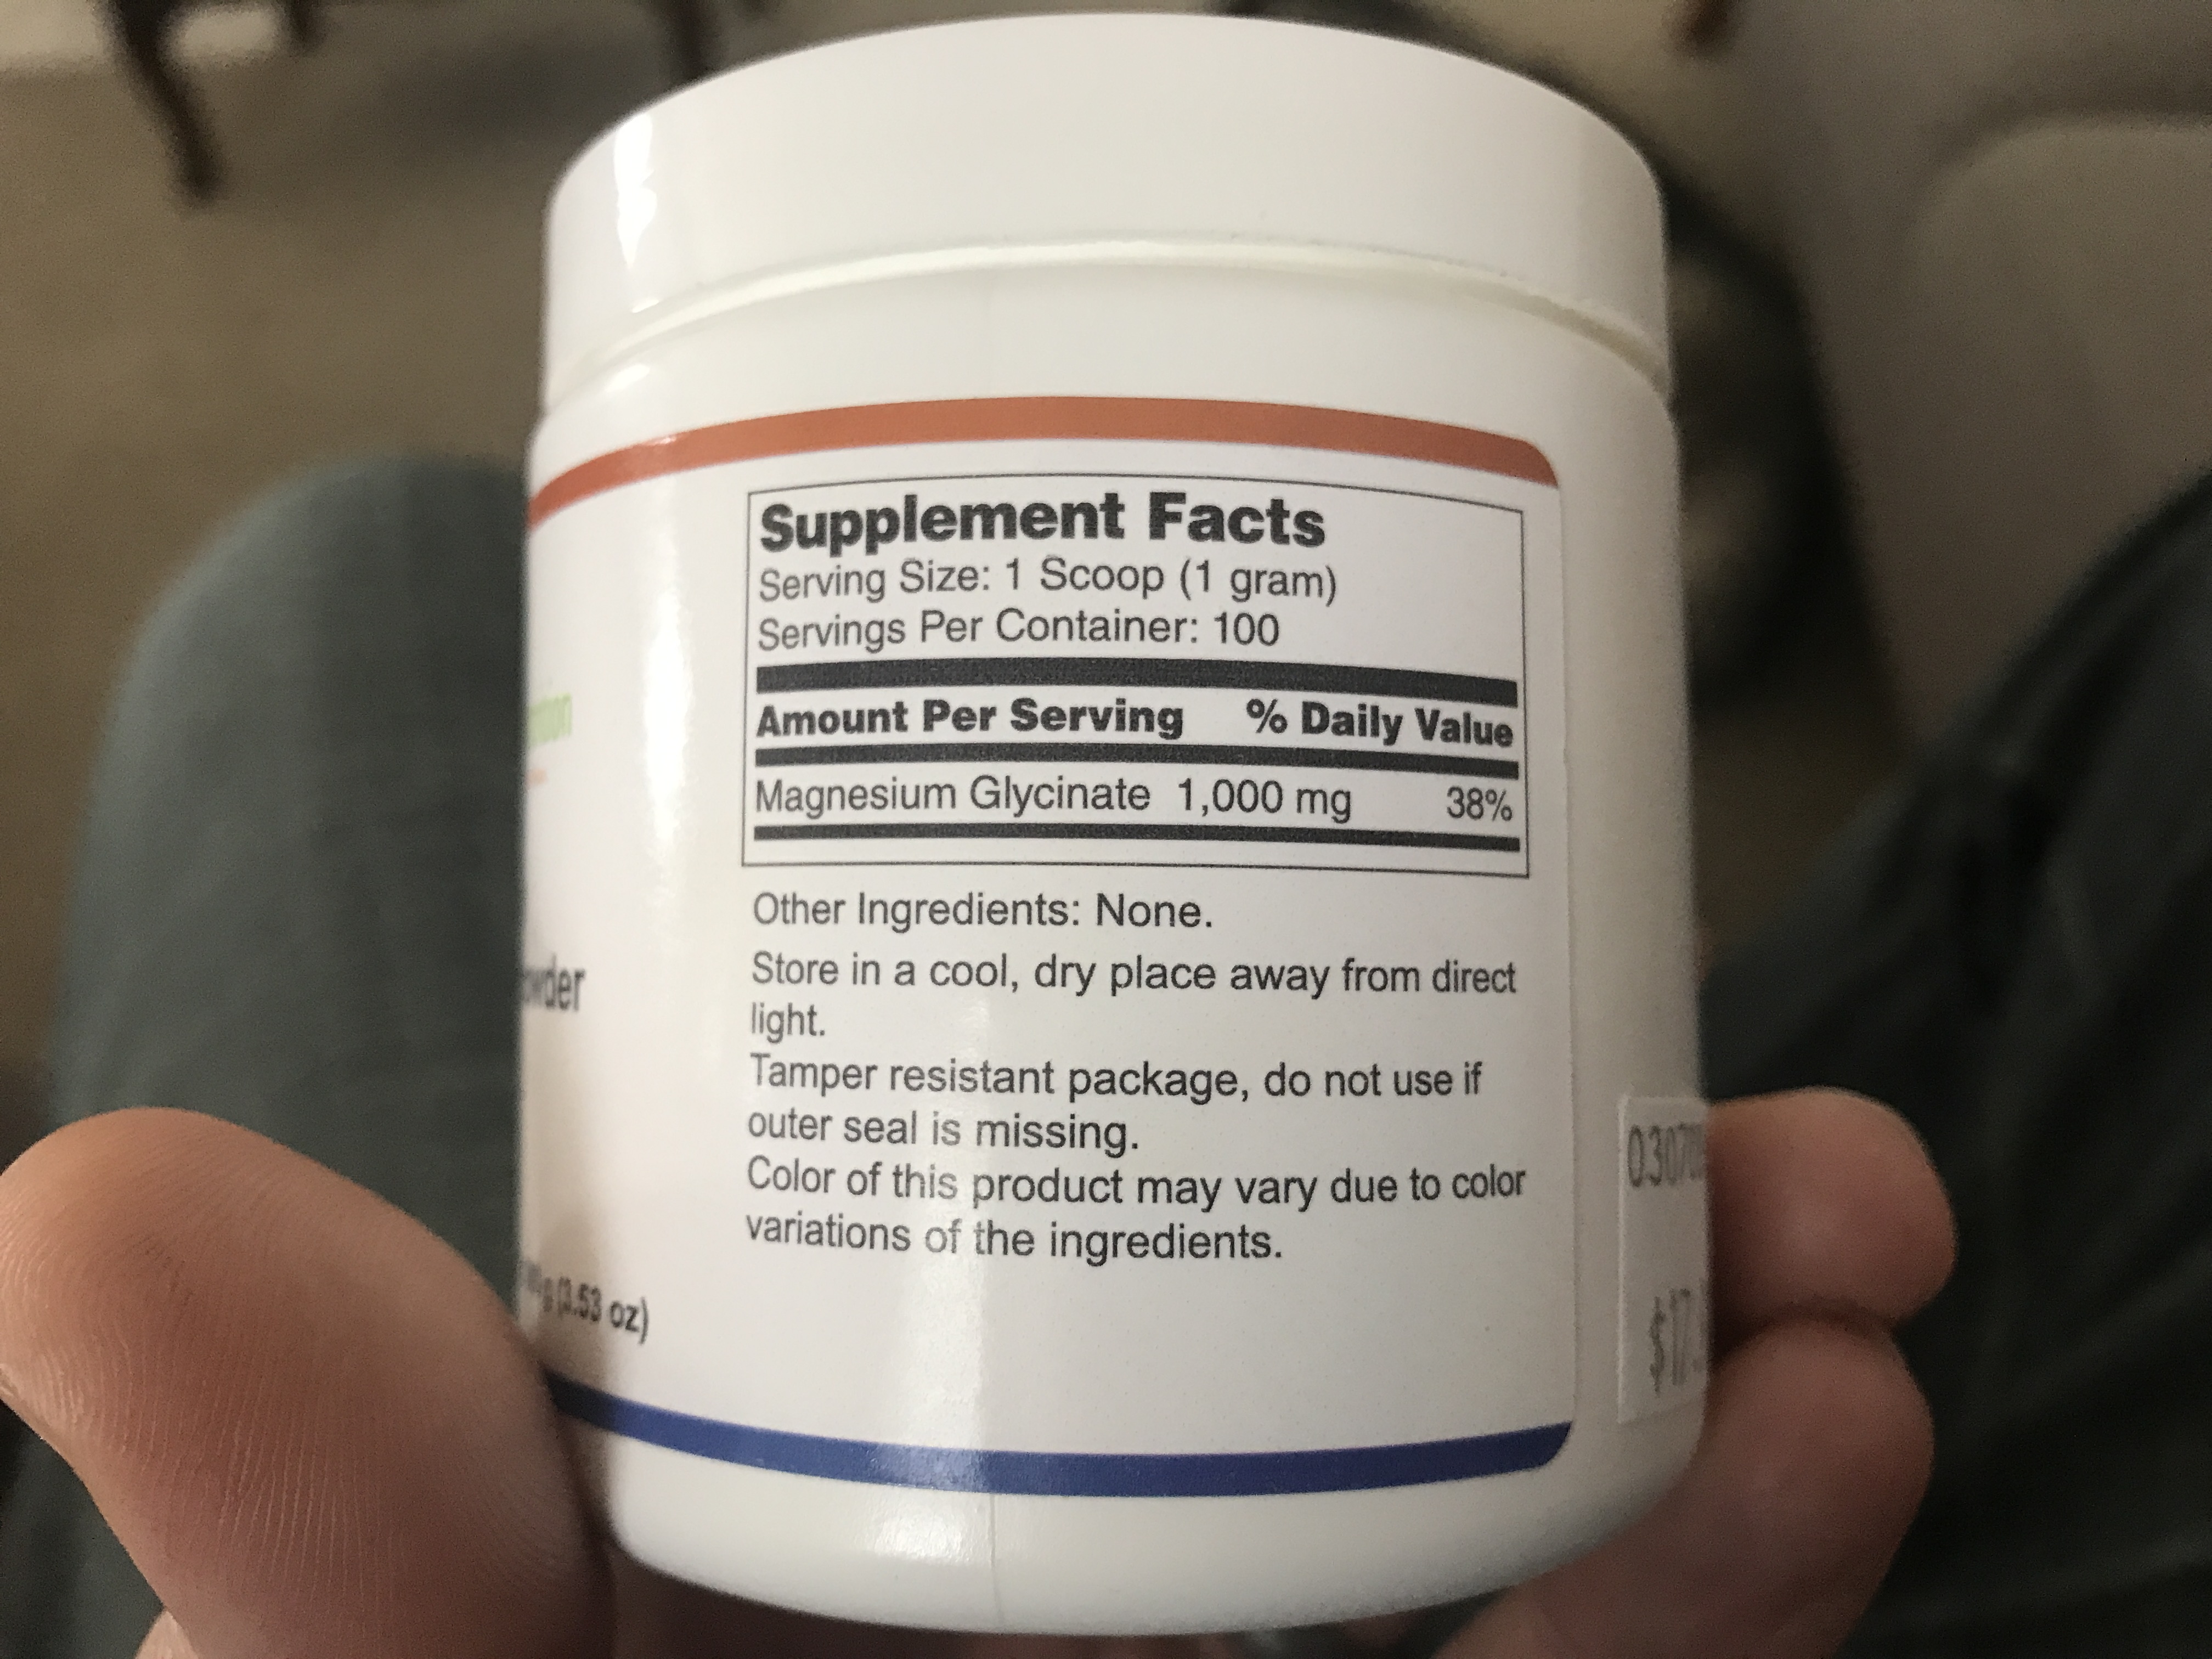 Supplement Facts
Serving Size: 1 Scoop (1 gram)
Servings Per Container: 100
Amount Per Serving % Daily Value
Magnesium Glycinate 1,000 mg 38%
Other Ingredients: None.
Store in a cool, dry place away from direct
light.
Tamper resistant package, do not use if
outer seal is missing.
Color of this product may vary due to color
variations of the ingredients.
(3.53 oz)